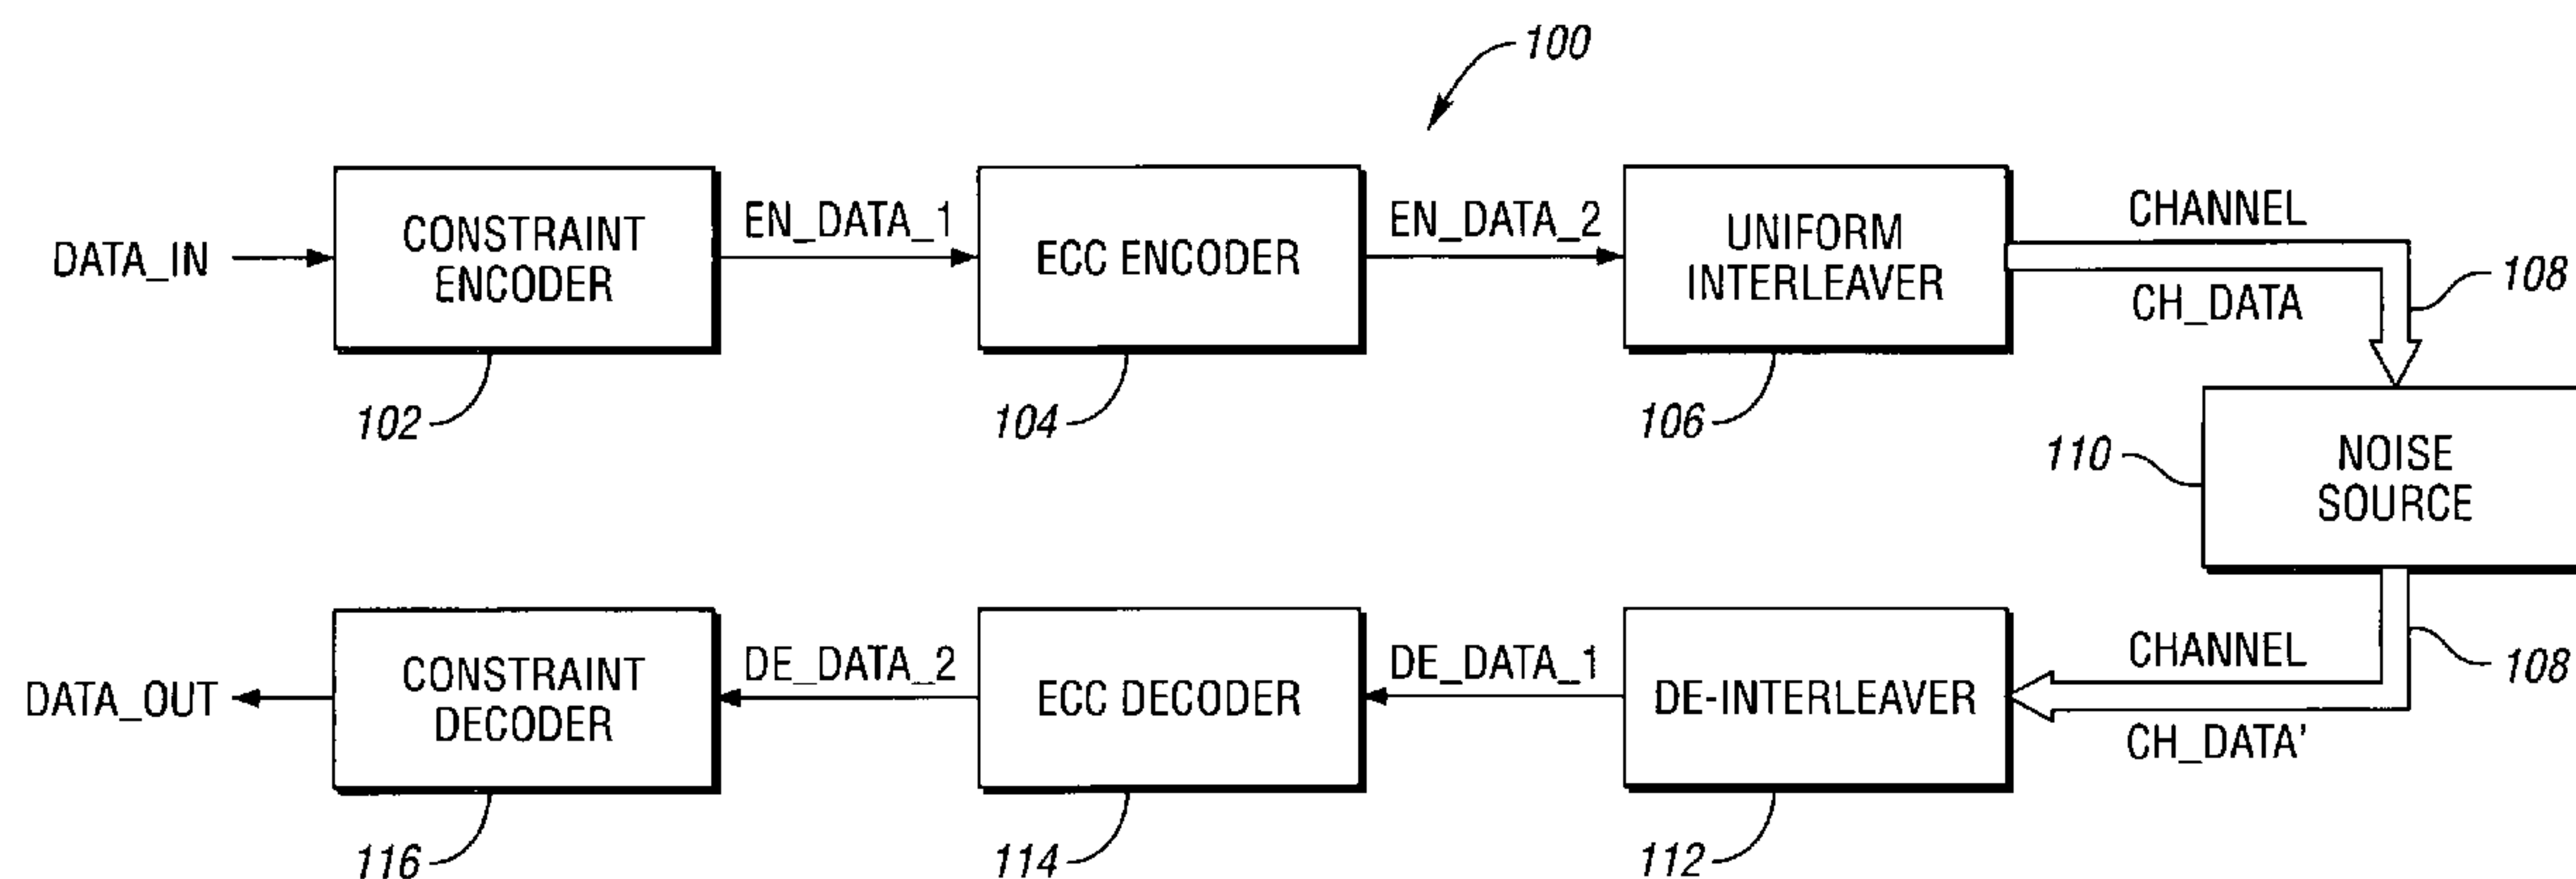 100
DATA_IN
CONSTRAINT
ENCODER
EN_DATA_1
ECC ENCODER
EN_DATA_2
UNIFORM
INTERLEAVER
CHANNEL
CH_DATA
108
102
104
106
110
NOISE
SOURCE
DATA_OUT
CONSTRAINT
DECODER
DE_DATA_2
ECC DECODER
DE_DATA_1
DE-INTERLEAVER
CHANNEL
CH_DATA'
108
116
114
112